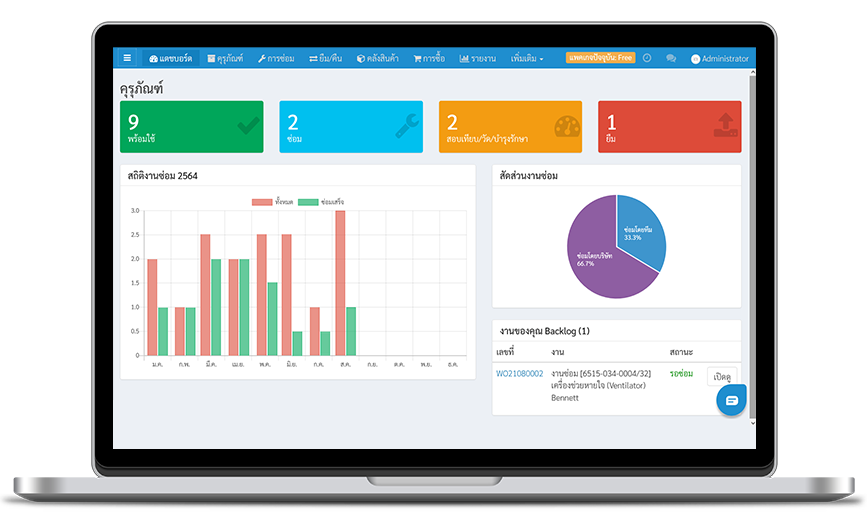 แดชบอร์ด ครุภัณฑ์ การซ่อม ยืม/คืน คลังสินค้า การซื้อ รายงาน เพิ่มเติม แพคเกจปัจจุบัน: Free Administrator
ครุภัณฑ์
9
พร้อมใช้
2
ซ่อม
2
สอบเทียบ/วัด/บำรุงรักษา
1
ยืม
สถิติงานซ่อม 2564
ทั้งหมด ซ่อมเสร็จ
3.0
2.5
2.0
1.5
1.0
0.5
0
ม.ค. ก.พ. มี.ค. เม.ย. พ.ค. มิ.ย. ก.ค. ส.ค. ก.ย. ต.ค. พ.ย. ธ.ค.
สัดส่วนงานซ่อม
ซ่อมโดยทีม
33.3%
ซ่อมโดยบริษัท
66.7%
งานของคุณ Backlog (1)
เลขที่ งาน สถานะ
WO21080002 งานซ่อม [6515-034-0004/32] รอซ่อม เปิดดู
เครื่องช่วยหายใจ (Ventilator)
Bennett